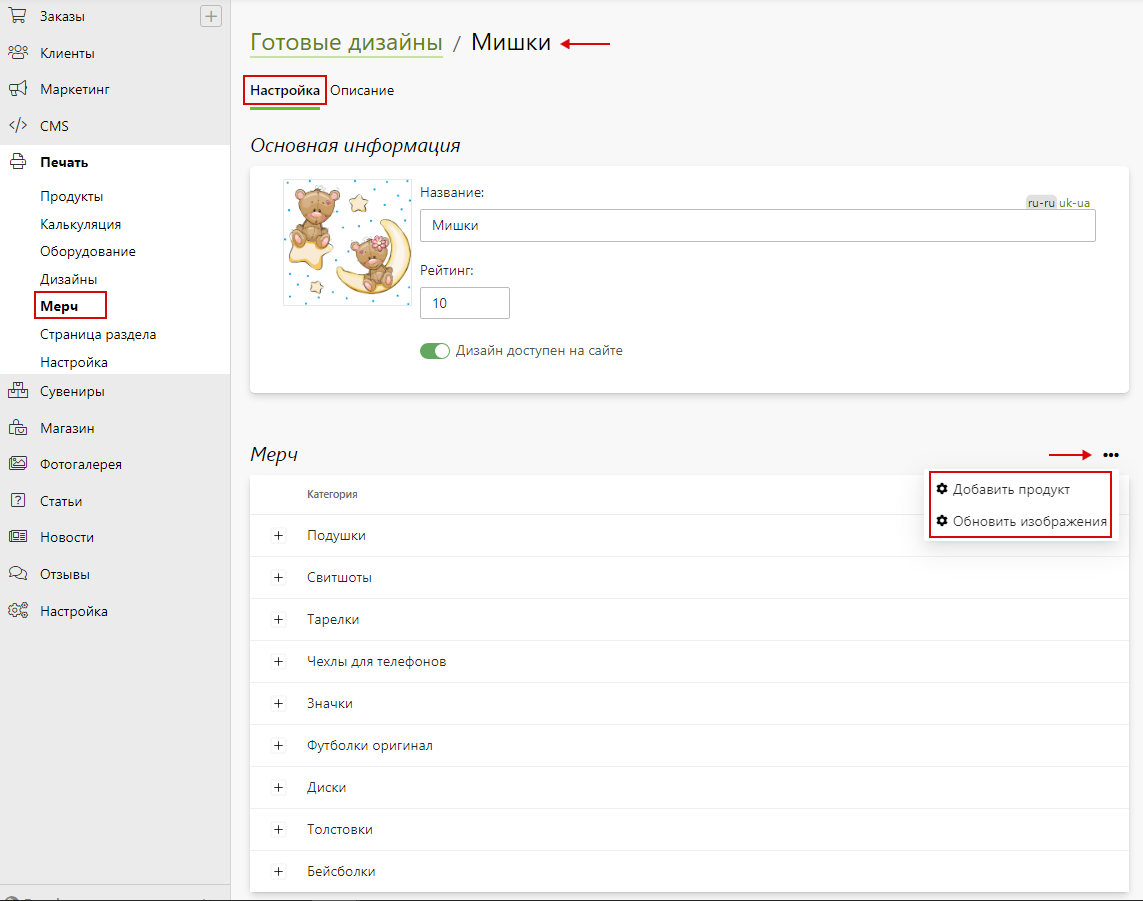 Заказы
Клиенты
Маркетинг
CMS
Печать
Продукты
Калькуляция
Оборудование
Дизайны
Мерч
Страница раздела
Настройка
Сувениры
Магазин
Фотогалерея
Статьи
Новости
Отзывы
Настройка
Готовые дизайны / Мишки
Настройка Описание
Основная информация
Название:
ru-ru uk-ua
Мишки
Рейтинг:
10
Дизайн доступен на сайте
Мерч
Категория
Добавить продукт
Обновить изображения
Подушки
Свитшоты
Тарелки
Чехлы для телефонов
Значки
Футболки оригинал
Диски
Толстовки
Бейсболки